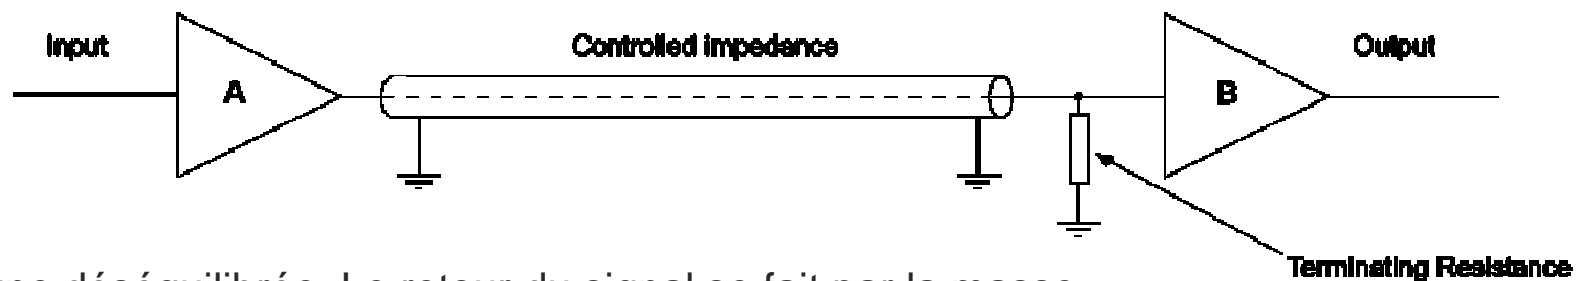 Input
Controlled impedance
Output
A
B
déséquilibrée. Le retour du signal se fait par la masse
Terminating Resistance